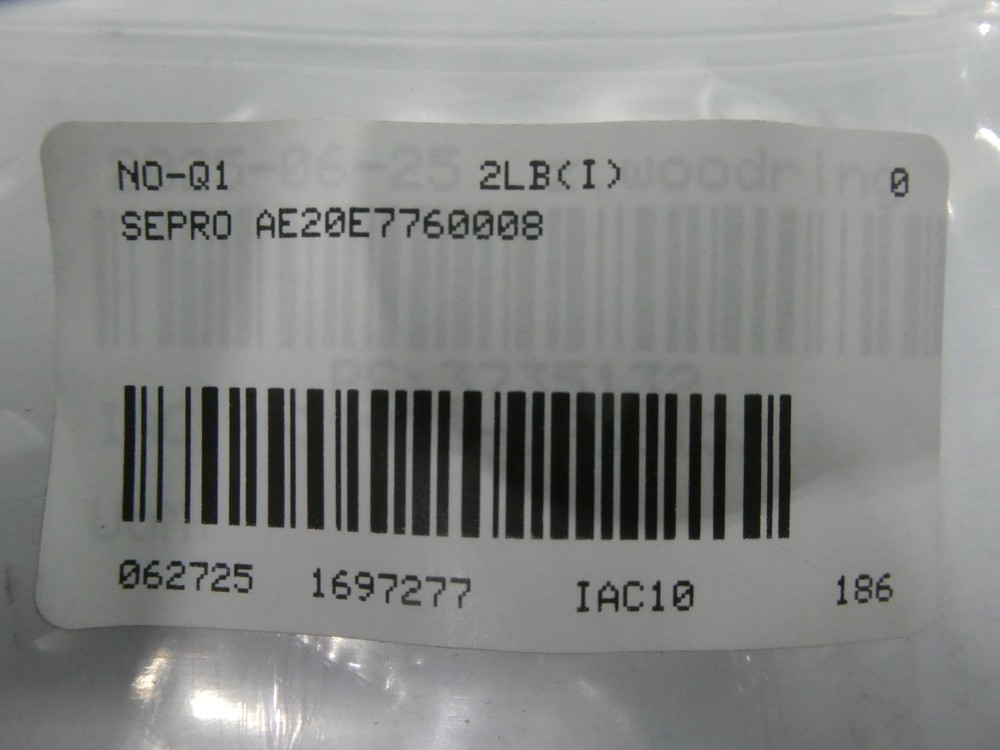 NO-Q1 2LB(I) 0
SEPRO AE20E7760008
062725 1697277 IAC10 186